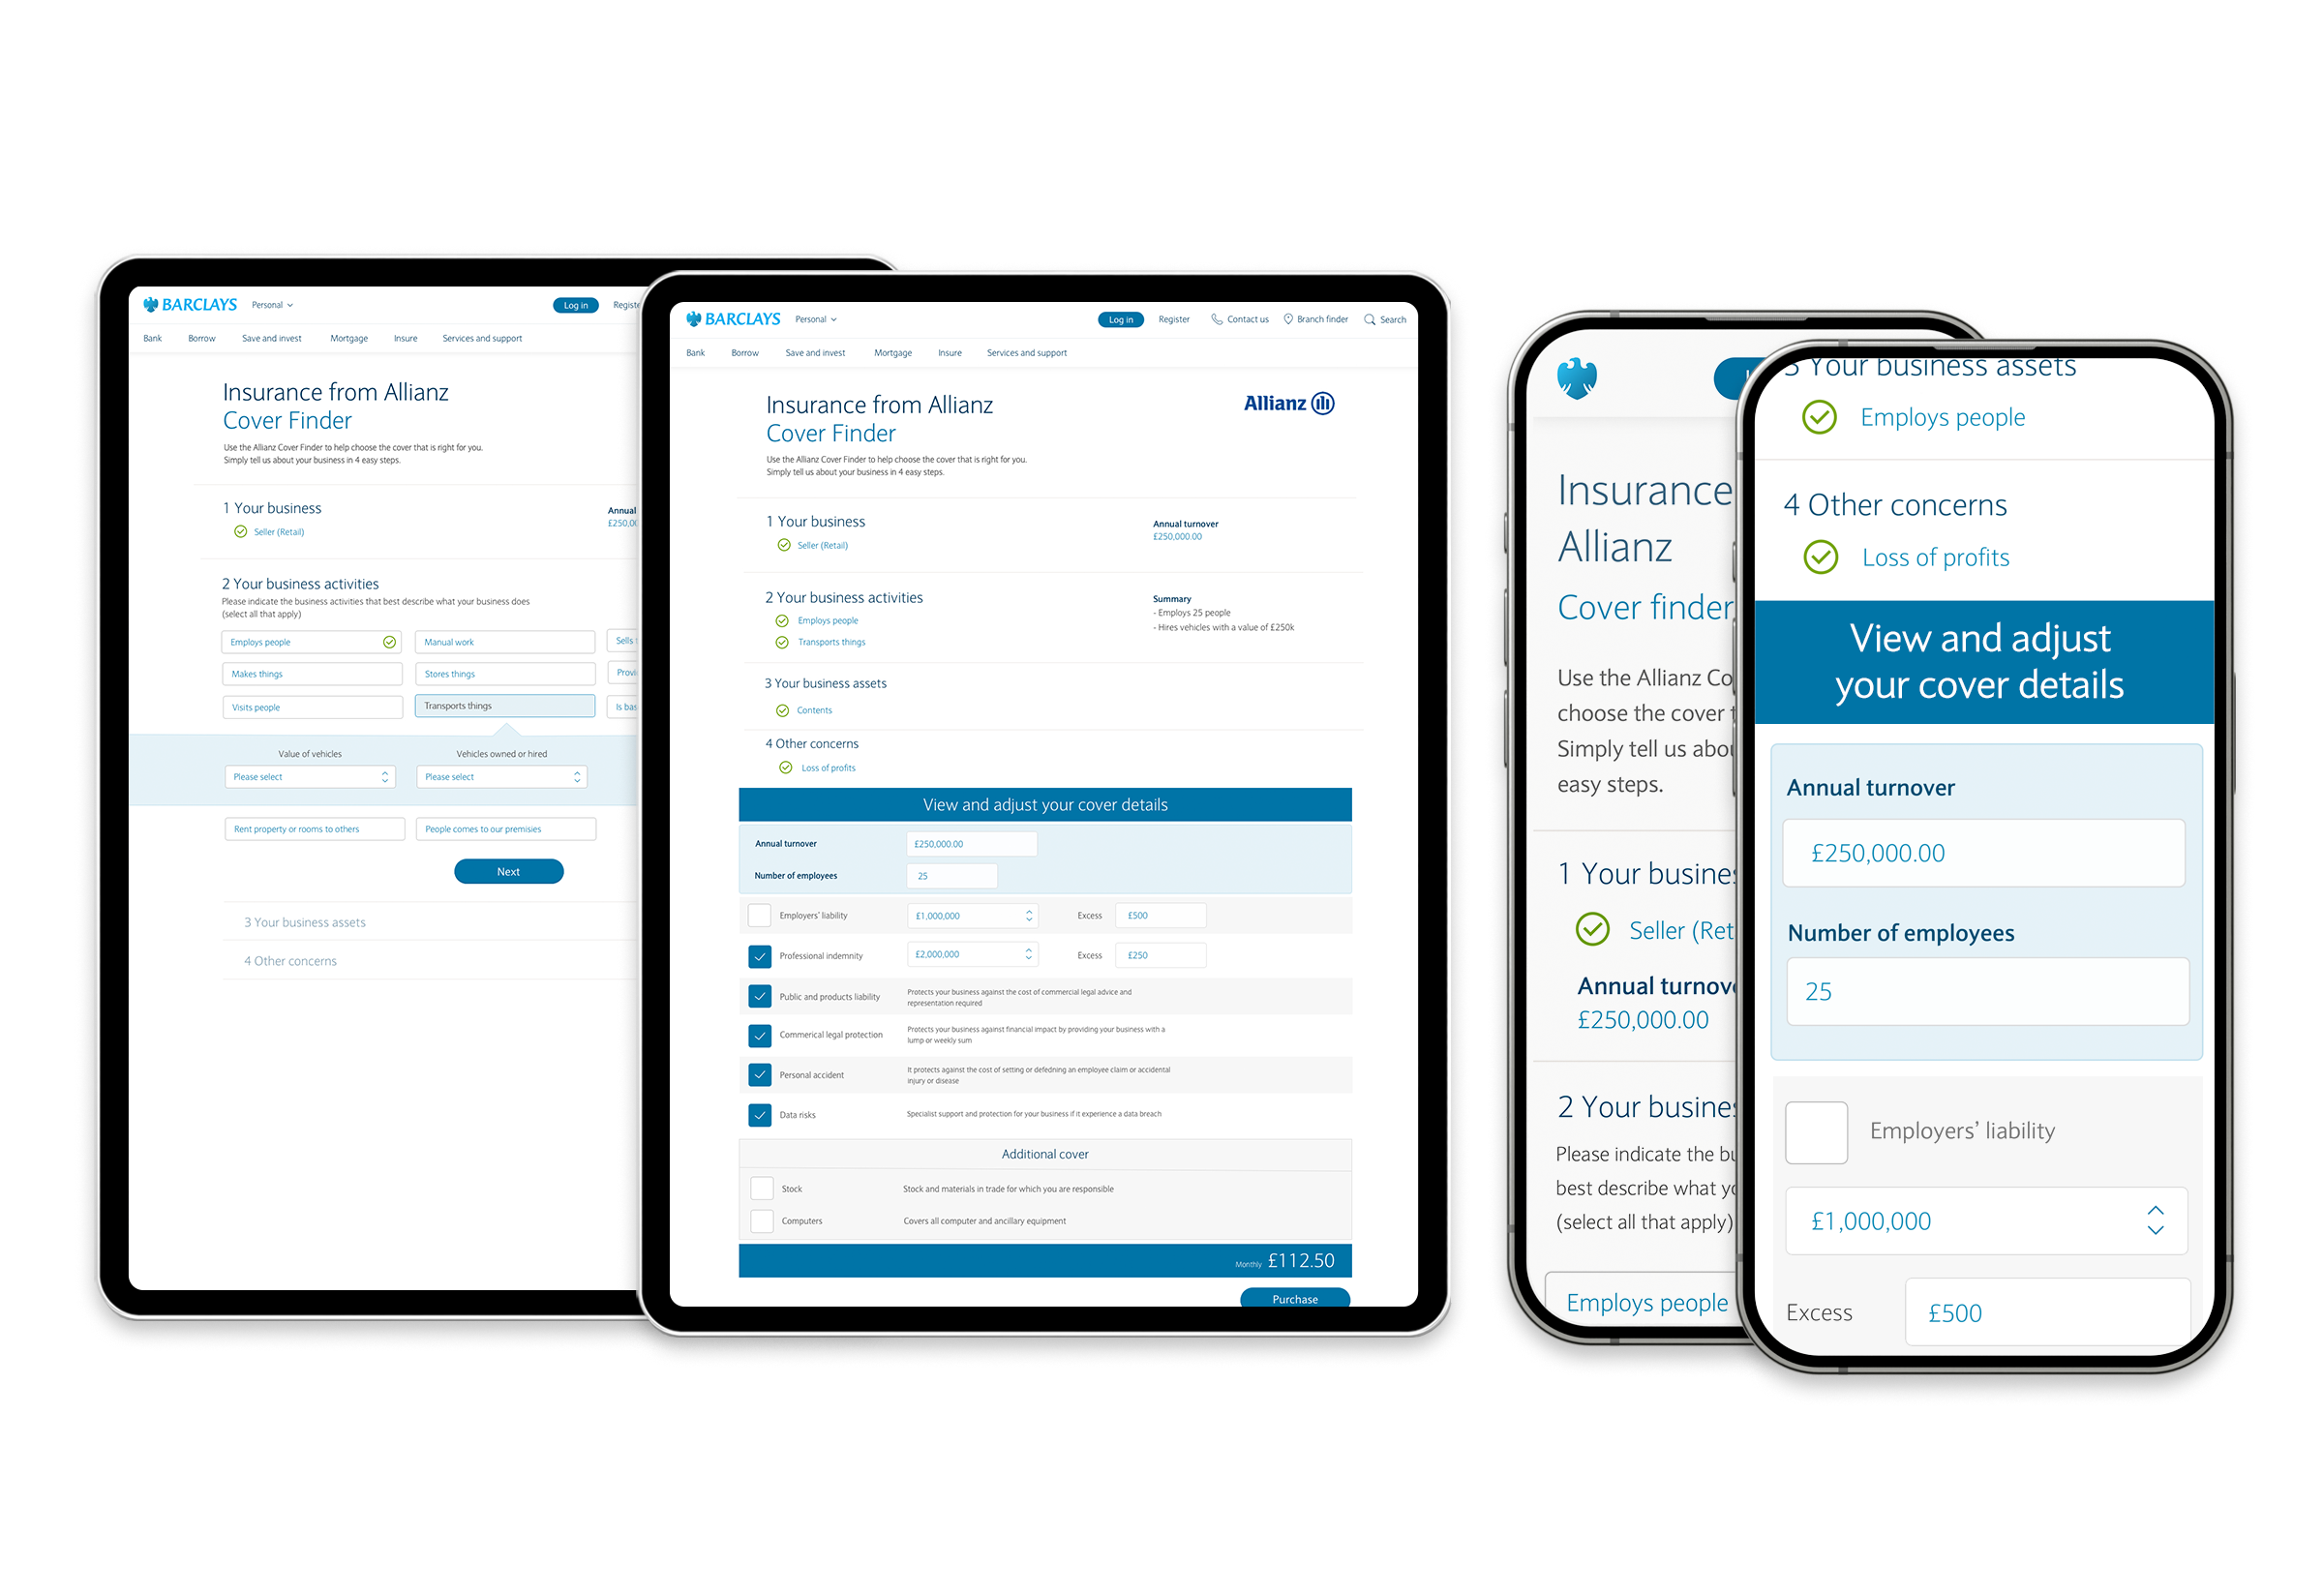 BARCLAYS
Personal
Log in
Bank
Borrow
Save and invest
Mortgage
Insure
Services and support
Insurance from Allianz
Cover Finder
Use the Allianz Cover Finder to help choose the cover that is right for you.
Simply tell us about your business in 4 easy steps.
1 Your business
Annual
Seller (Retail)
2 Your business activities
Please indicate the business activities that best describe what your business does
(select all that apply)
Employs people
Manual work
Sells
Makes things
Stores things
Visits people
Transports things
Value of vehicles
Vehicles owned or hired
Please select
Please select
Rent property or rooms to others
People comes to our premisies
Next
3 Your business assets
4 Other concerns
BARCLAYS
Personal
Log in
Register
Contact us
Branch finder
Search
Bank
Borrow
Save and invest
Mortgage
Insure
Services and support
Insurance from Allianz
Cover Finder
Allianz
Use the Allianz Cover Finder to help choose the cover that is right for you.
Simply tell us about your business in 4 easy steps.
1 Your business
Seller (Retail)
Annual turnover
£250,000.00
2 Your business activities
Employs people
Transports things
Summary
- Employs 25 people
- Hires vehicles with a value of £250k
3 Your business assets
Contents
4 Other concerns
Loss of profits
View and adjust your cover details
Annual turnover
£250,000.00
Number of employees
25
Employers' liability
£1,000,000
Excess
£500
Professional indemnity
£2,000,000
Excess
£250
Public and products liability
Protects your business against the cost of commercial legal advice and
representation required
Commerical legal protection
Protects your business against financial impact by providing your business with a
lump or weekly sum
Personal accident
It protects against the cost of setting or defedning an employee claim or accidental
injury or disease
Data risks
Specialist support and protection for your business if it experience a data breach
Additional cover
Stock
Stock and materials in trade for which you are responsible
Computers
Covers all computer and ancillary equipment
Monthly £112.50
Purchase
Insurance
Allianz
Cover finder
Use the Allianz
choose the cover
Simply tell us
easy steps.
1 Your
Seller
Annual
£250,000.00
2 Your
Please indicate the
best describe what
(select all that apply)
Employs people
3 Your business assets
Employs people
4 Other concerns
Loss of profits
View and adjust
your cover details
Annual turnover
£250,000.00
Number of employees
25
Employers' liability
£1,000,000
Excess
£500